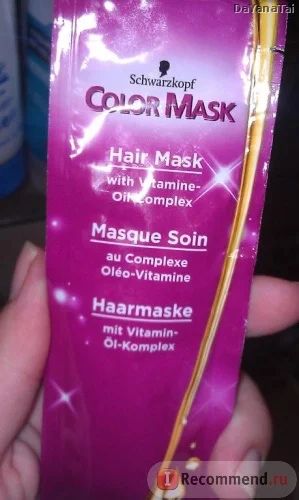 DaYanaTai
Schwarzkopf
COLOR MASK
Hair Mask
with Vitamine-
Oil-Complex
Masque Soin
au Complexe
Oléo-Vitamine
Haarmaske
mit Vitamin-
Öl-Komplex
iRecommend.ru